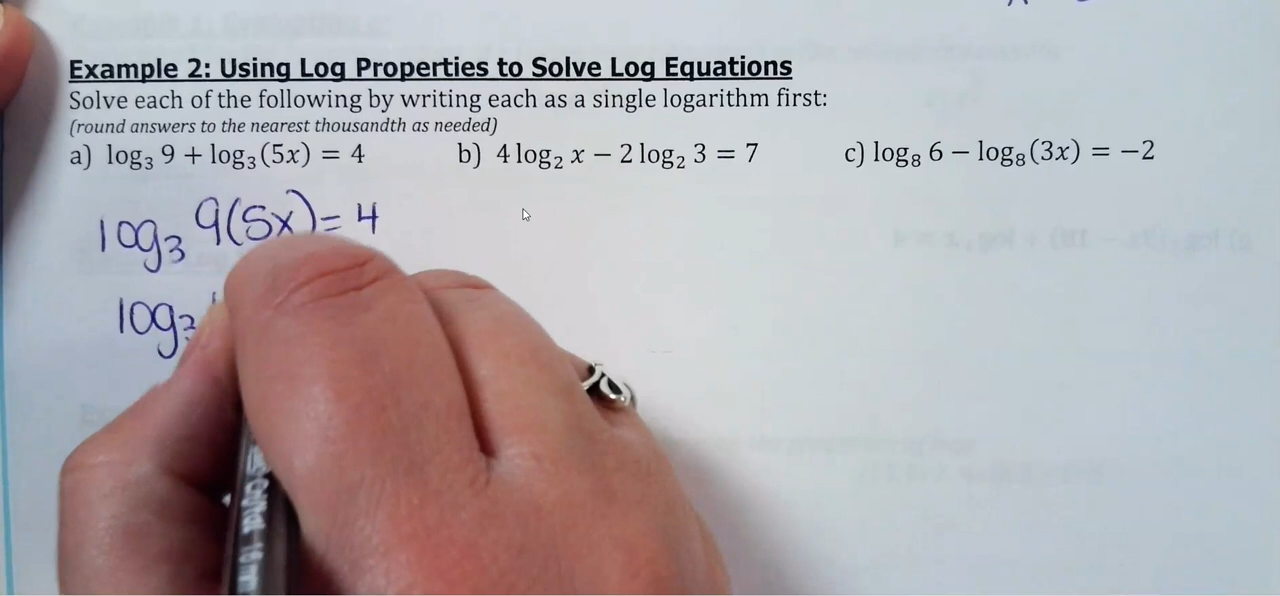 Example 2: Using Log Properties to Solve Log Equations
Solve each of the following by writing each as a single logarithm first:
(round answers to the nearest thousandth as needed)
a) log₃ 9 + log₃(5x) = 4
b) 4 log₂ x − 2 log₂ 3 = 7
c) log₈ 6 − log₈(3x) = −2
log₃ 9(5x) = 4
log₃